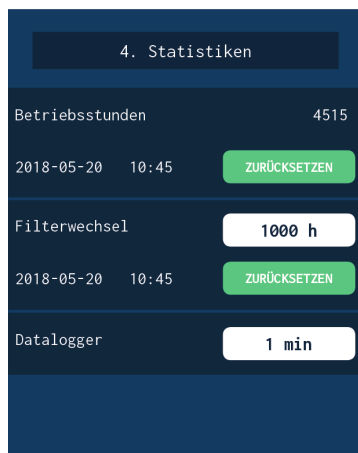 4. Statistiken
Betriebsstunden 4515
2018-05-20 10:45 ZURÜCKSETZEN
Filterwechsel 1000 h
2018-05-20 10:45 ZURÜCKSETZEN
Datalogger 1 min